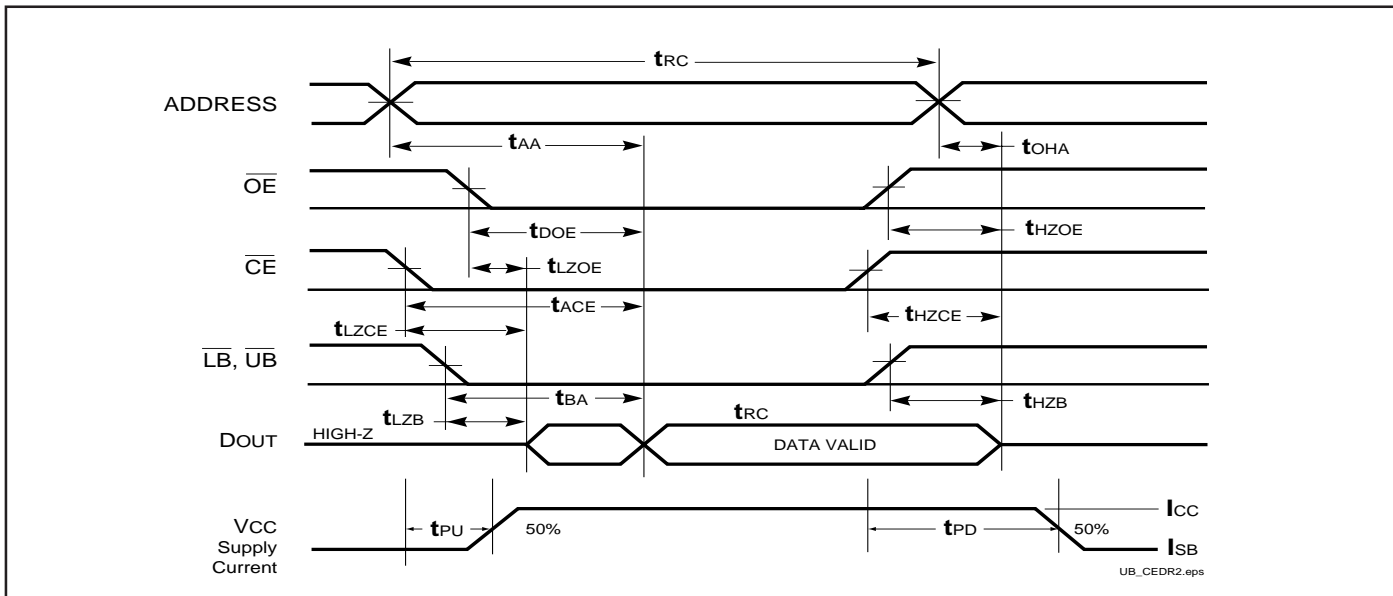 tRC
ADDRESS
tAA
tOHA
OE
tDOE
tHZOE
CE
tLZOE
tACE
tHZCE
tLZCE
LB, UB
tBA
tRC
tHZB
tLZB
DOUT
HIGH-Z
DATA VALID
ICC
tPU
50%
tPD
50%
VCC
Supply
Current
ISB
UB_CEDR2.eps